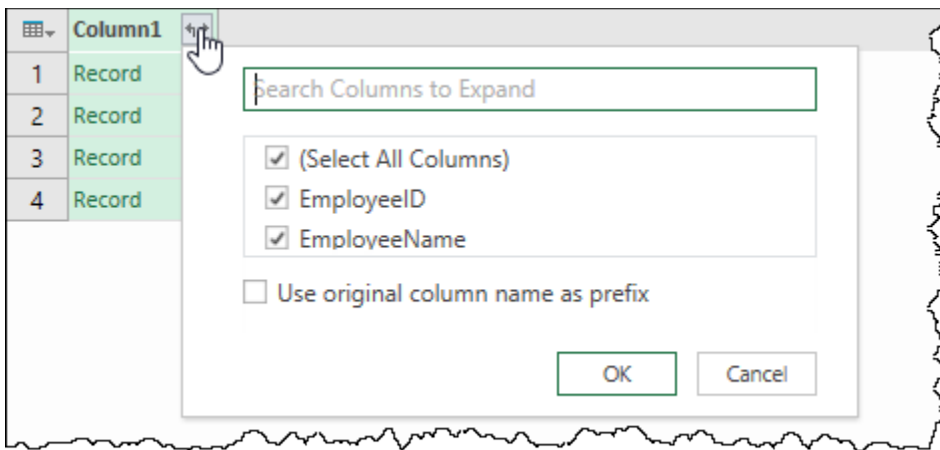 Column1
1 Record
2 Record
3 Record
4 Record
Search Columns to Expand
(Select All Columns)
EmployeeID
EmployeeName
Use original column name as prefix
OK Cancel